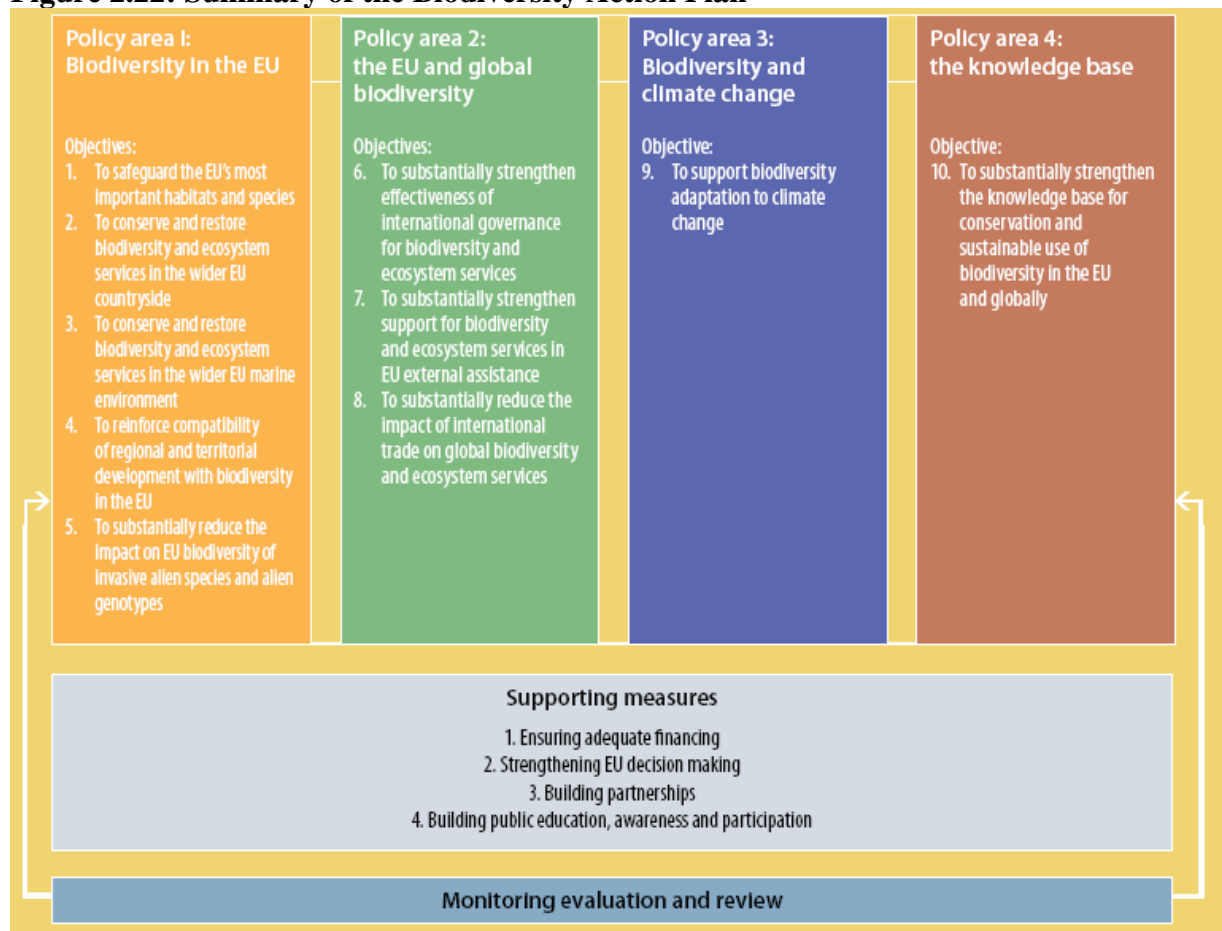 Figure 2.22: Summary of the Biodiversity Action Plan
Policy area 1:
Biodiversity in the EU
Objectives:
1. To safeguard the EU's most
important habitats and species
2. To conserve and restore
biodiversity and ecosystem
services in the wider EU
countryside
3. To conserve and restore
biodiversity and ecosystem
services in the wider EU marine
environment
4. To reinforce compatibility
of regional and territorial
development with biodiversity
in the EU
5. To substantially reduce the
impact on EU biodiversity of
invasive alien species and alien
genotypes
Policy area 2:
the EU and global
biodiversity
Objectives:
6. To substantially strengthen
effectiveness of
international governance
for biodiversity and
ecosystem services
7. To substantially strengthen
support for biodiversity
and ecosystem services in
EU external assistance
8. To substantially reduce the
impact of international
trade on global biodiversity
and ecosystem services
Policy area 3:
Biodiversity and
climate change
Objective:
9. To support biodiversity
adaptation to climate
change
Policy area 4:
the knowledge base
Objective:
10. To substantially strengthen
the knowledge base for
conservation and
sustainable use of
biodiversity in the EU
and globally
Supporting measures
1. Ensuring adequate financing
2. Strengthening EU decision making
3. Building partnerships
4. Building public education, awareness and participation
Monitoring evaluation and review